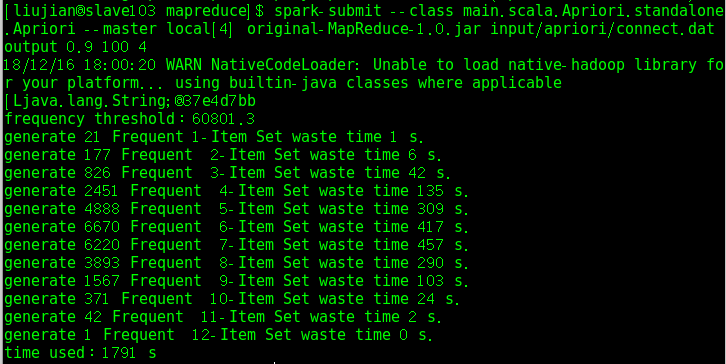 [liujian@slave103 mapreduce]$ spark-submit --class main.scala.Apriori.standalone
.Apriori --master local[4] original-MapReduce-1.0.jar input/apriori/connect.dat
output 0.9 100 4
18/12/16 18:00:20 WARN NativeCodeLoader: Unable to load native-hadoop library fo
r your platform... using builtin-java classes where applicable
[Ljava.lang.String;@37e4d7bb
frequency threshold:60801.3
generate 21 Frequent 1-Item Set waste time 1 s.
generate 177 Frequent  2-Item Set waste time 6 s.
generate 826 Frequent  3-Item Set waste time 42 s.
generate 2451 Frequent  4-Item Set waste time 135 s.
generate 4888 Frequent  5-Item Set waste time 309 s.
generate 6670 Frequent  6-Item Set waste time 417 s.
generate 6220 Frequent  7-Item Set waste time 457 s.
generate 3893 Frequent  8-Item Set waste time 290 s.
generate 1567 Frequent  9-Item Set waste time 103 s.
generate 371 Frequent  10-Item Set waste time 24 s.
generate 42 Frequent  11-Item Set waste time 2 s.
generate 1 Frequent  12-Item Set waste time 0 s.
time used:1791 s